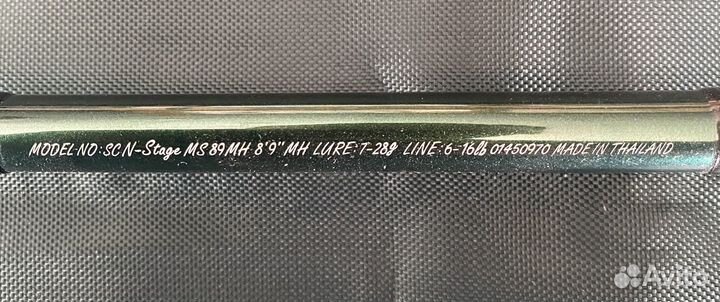 MODEL NO: SCN-Stage MS 89MH 8'9" MH LURE: 7-28g LINE: 6-16lb 01450970 MADE IN THAILAND
Avito